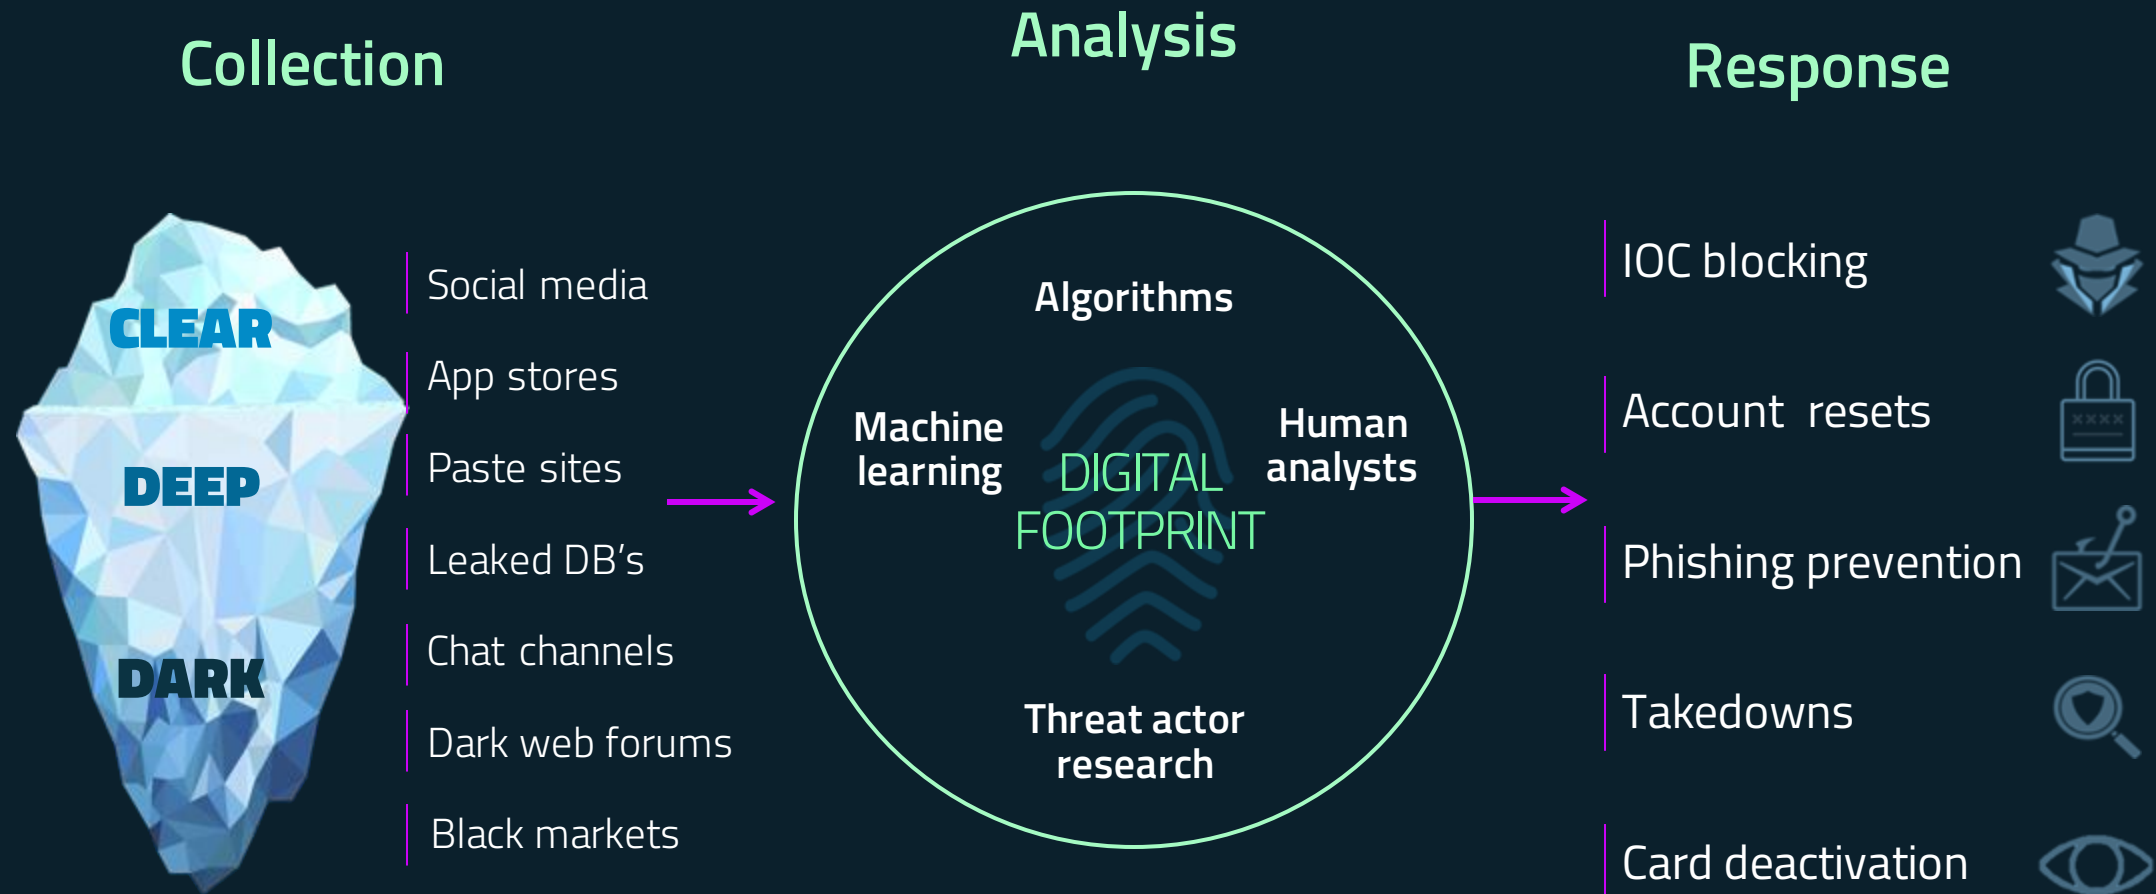 Collection
Analysis
Response
CLEAR
DEEP
DARK
Social media
App stores
Paste sites
Leaked DB’s
Chat channels
Dark web forums
Black markets
Algorithms
Machine
learning
Human
analysts
DIGITAL
FOOTPRINT
Threat actor
research
IOC blocking
Account  resets
xxxx
Phishing prevention
Takedowns
Card deactivation